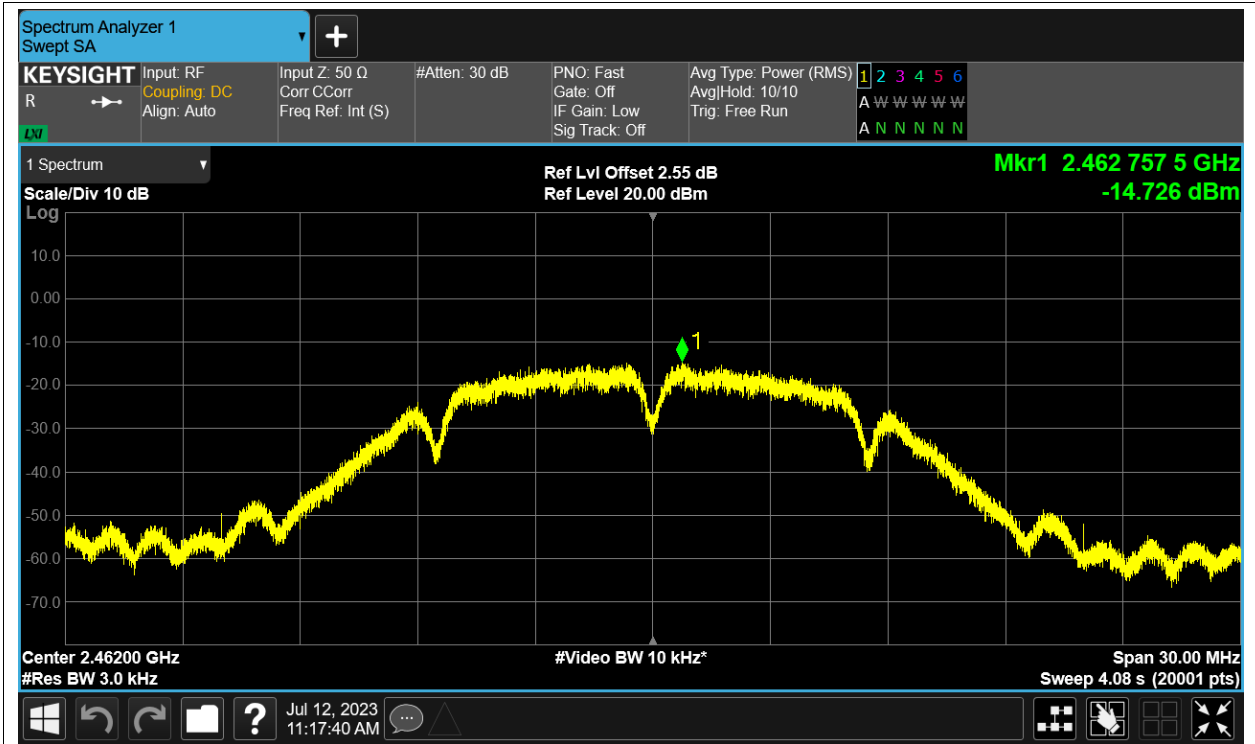 Spectrum Analyzer 1
Swept SA
+
KEYSIGHT
R
LXI
Input: RF
Coupling: DC
Align: Auto
Input Z: 50 Ω
Corr CCorr
Freq Ref: Int (S)
#Atten: 30 dB
PNO: Fast
Gate: Off
IF Gain: Low
Sig Track: Off
Avg Type: Power (RMS)
Avg|Hold: 10/10
Trig: Free Run
1 2 3 4 5 6
A W W W W W
A N N N N N
1 Spectrum
Scale/Div 10 dB
Ref Lvl Offset 2.55 dB
Ref Level 20.00 dBm
Mkr1 2.462 757 5 GHz
-14.726 dBm
Log
10.0
0.00
-10.0
-20.0
-30.0
-40.0
-50.0
-60.0
-70.0
1
Center 2.46200 GHz
#Res BW 3.0 kHz
#Video BW 10 kHz*
Span 30.00 MHz
Sweep 4.08 s (20001 pts)
?
Jul 12, 2023
11:17:40 AM